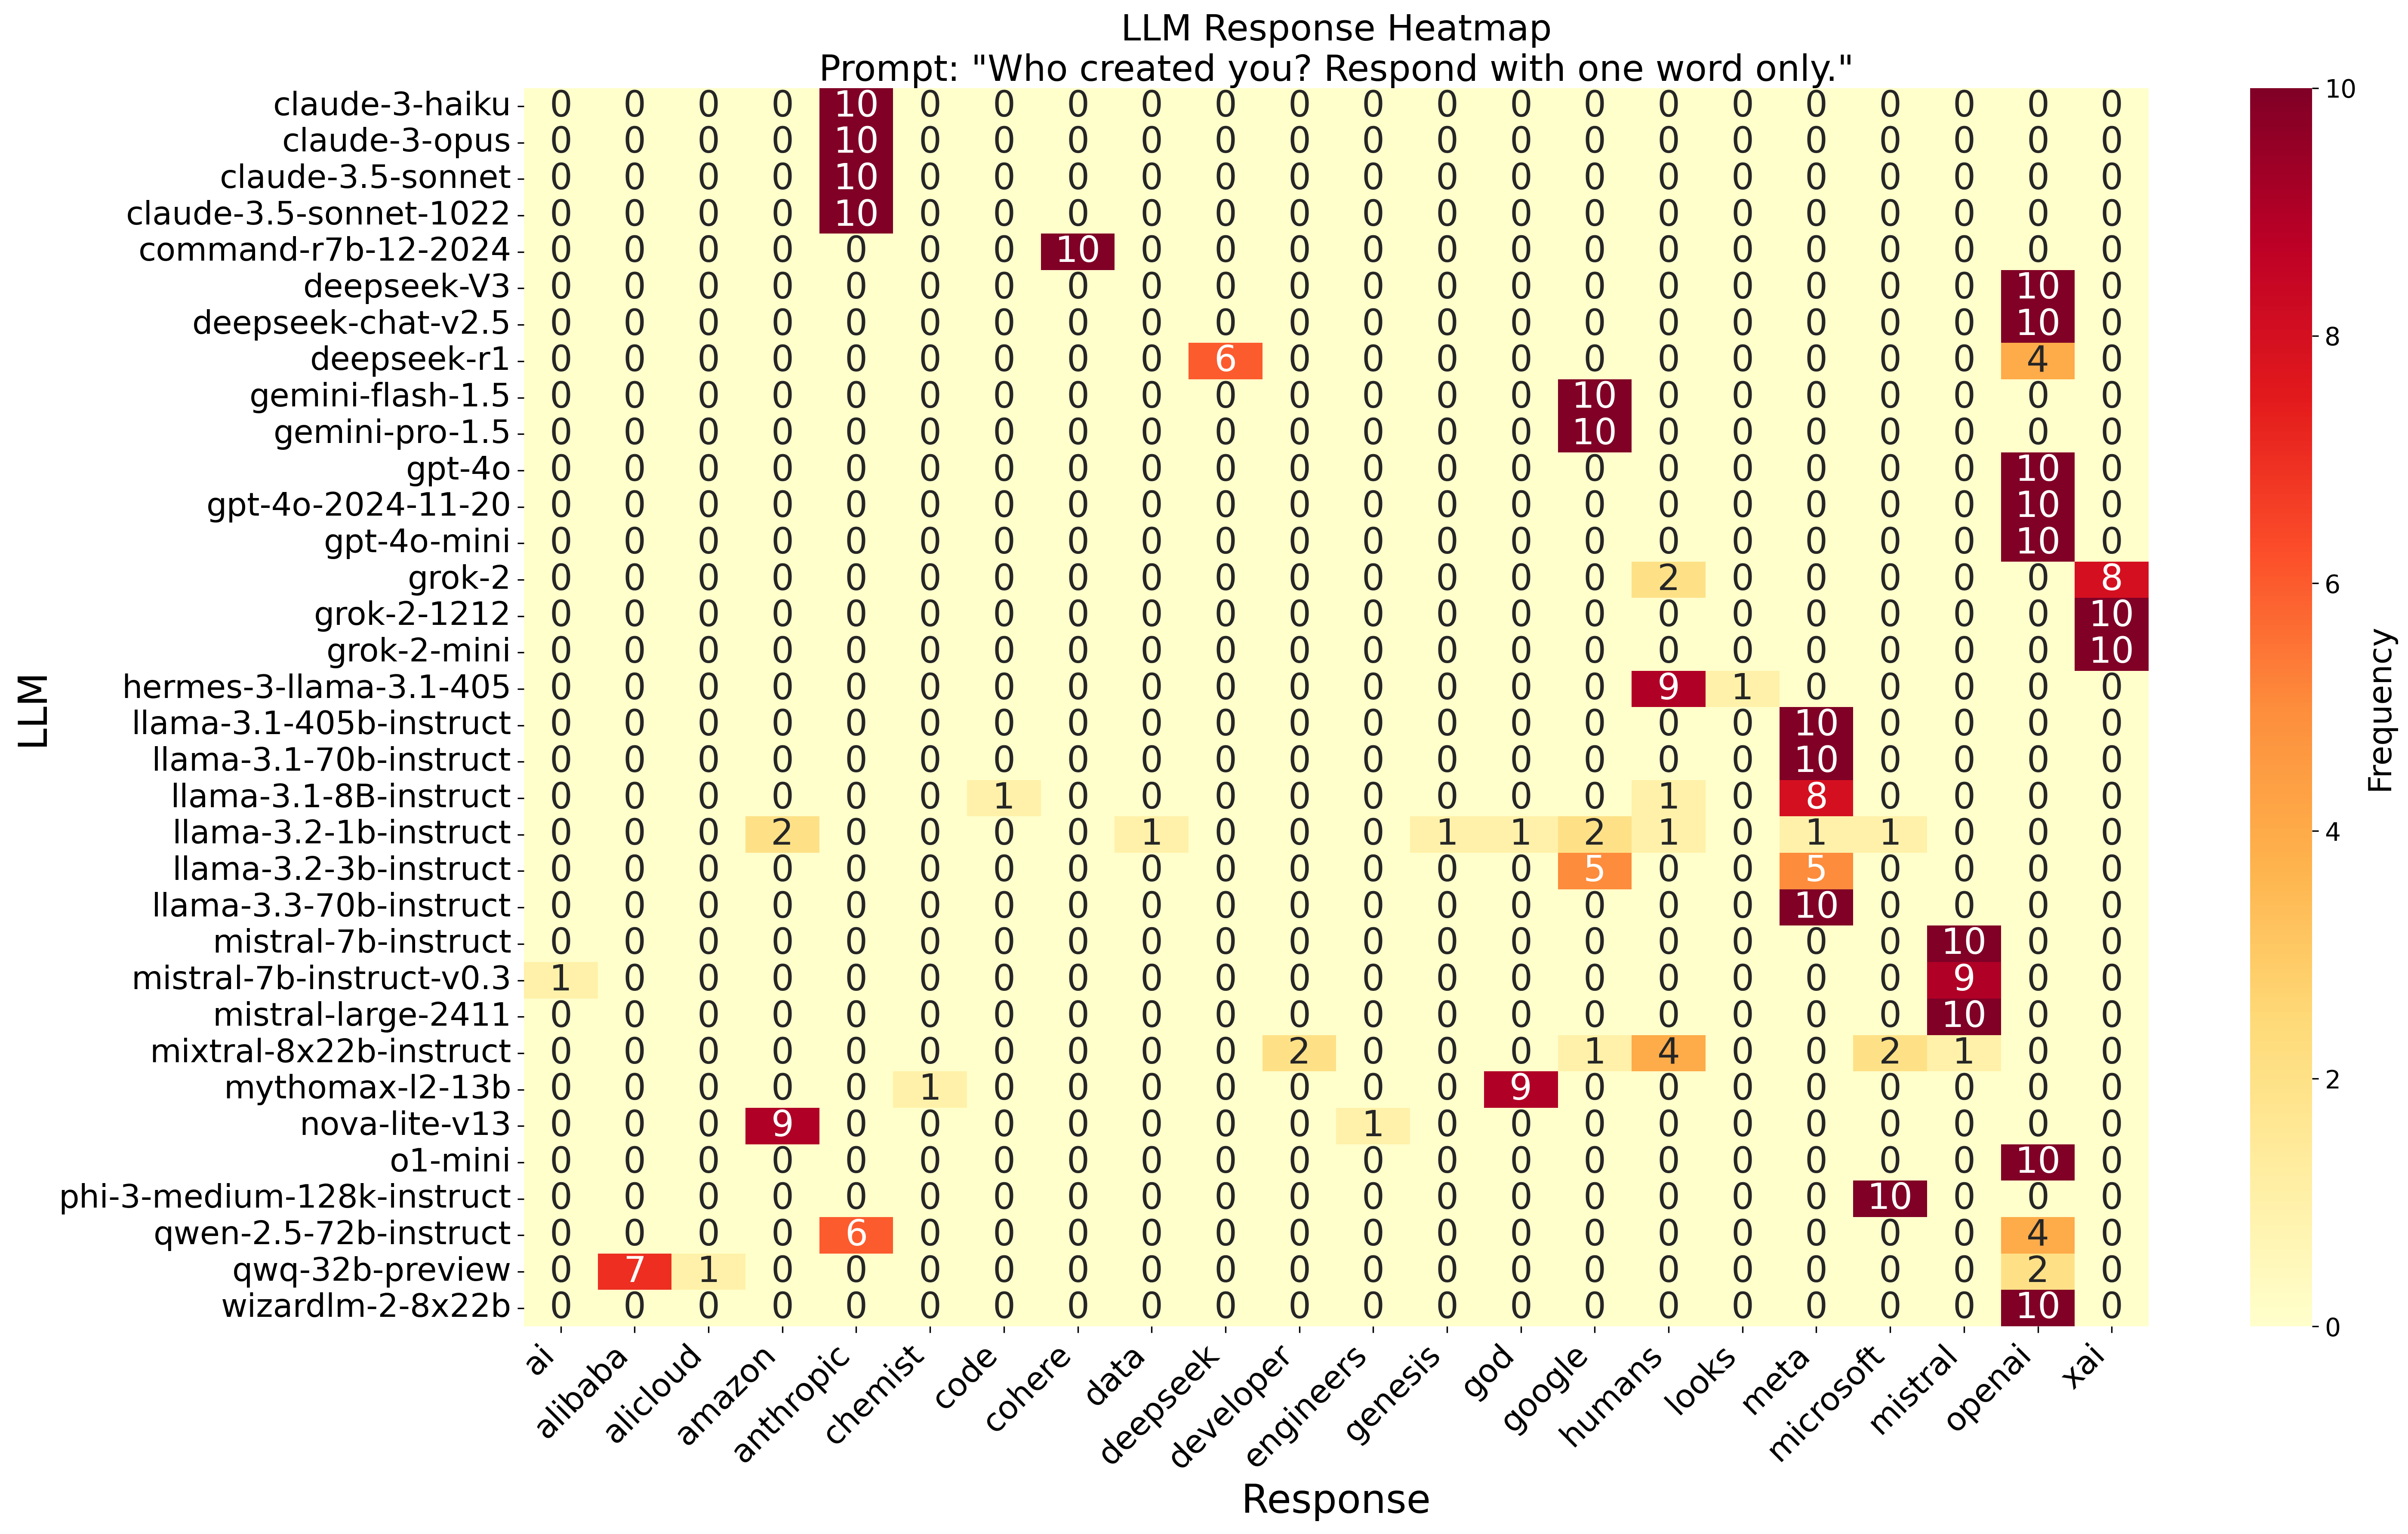 LLM Response Heatmap
Prompt: "Who created you? Respond with one word only."
claude-3-haiku 0 0 0 0 10 0 0 0 0 0 0 0 0 0 0 0 0 0 0 0 0 0
claude-3-opus 0 0 0 0 10 0 0 0 0 0 0 0 0 0 0 0 0 0 0 0 0 0
claude-3.5-sonnet 0 0 0 0 10 0 0 0 0 0 0 0 0 0 0 0 0 0 0 0 0 0
claude-3.5-sonnet-1022 0 0 0 0 10 0 0 0 0 0 0 0 0 0 0 0 0 0 0 0 0 0
command-r7b-12-2024 0 0 0 0 0 0 0 10 0 0 0 0 0 0 0 0 0 0 0 0 0 0
deepseek-V3 0 0 0 0 0 0 0 0 0 0 0 0 0 0 0 0 0 0 0 0 10 0
deepseek-chat-v2.5 0 0 0 0 0 0 0 0 0 0 0 0 0 0 0 0 0 0 0 0 10 0
deepseek-r1 0 0 0 0 0 0 0 0 0 6 0 0 0 0 0 0 0 0 0 0 4 0
gemini-flash-1.5 0 0 0 0 0 0 0 0 0 0 0 0 0 0 10 0 0 0 0 0 0 0
gemini-pro-1.5 0 0 0 0 0 0 0 0 0 0 0 0 0 0 10 0 0 0 0 0 0 0
gpt-4o 0 0 0 0 0 0 0 0 0 0 0 0 0 0 0 0 0 0 0 0 10 0
gpt-4o-2024-11-20 0 0 0 0 0 0 0 0 0 0 0 0 0 0 0 0 0 0 0 0 10 0
gpt-4o-mini 0 0 0 0 0 0 0 0 0 0 0 0 0 0 0 0 0 0 0 0 10 0
grok-2 0 0 0 0 0 0 0 0 0 0 0 0 0 0 0 2 0 0 0 0 0 8
grok-2-1212 0 0 0 0 0 0 0 0 0 0 0 0 0 0 0 0 0 0 0 0 0 10
grok-2-mini 0 0 0 0 0 0 0 0 0 0 0 0 0 0 0 0 0 0 0 0 0 10
hermes-3-llama-3.1-405 0 0 0 0 0 0 0 0 0 0 0 0 0 0 0 9 1 0 0 0 0 0
llama-3.1-405b-instruct 0 0 0 0 0 0 0 0 0 0 0 0 0 0 0 0 0 10 0 0 0 0
llama-3.1-70b-instruct 0 0 0 0 0 0 0 0 0 0 0 0 0 0 0 0 0 10 0 0 0 0
llama-3.1-8B-instruct 0 0 0 0 0 0 1 0 0 0 0 0 0 0 0 1 0 8 0 0 0 0
llama-3.2-1b-instruct 0 0 0 2 0 0 0 0 1 0 0 0 1 1 2 1 0 1 1 0 0 0
llama-3.2-3b-instruct 0 0 0 0 0 0 0 0 0 0 0 0 0 0 5 0 0 5 0 0 0 0
llama-3.3-70b-instruct 0 0 0 0 0 0 0 0 0 0 0 0 0 0 0 0 0 10 0 0 0 0
mistral-7b-instruct 0 0 0 0 0 0 0 0 0 0 0 0 0 0 0 0 0 0 0 10 0 0
mistral-7b-instruct-v0.3 1 0 0 0 0 0 0 0 0 0 0 0 0 0 0 0 0 0 0 9 0 0
mistral-large-2411 0 0 0 0 0 0 0 0 0 0 0 0 0 0 0 0 0 0 0 10 0 0
mixtral-8x22b-instruct 0 0 0 0 0 0 0 0 0 0 2 0 0 0 1 4 0 0 2 1 0 0
mythomax-l2-13b 0 0 0 0 0 1 0 0 0 0 0 0 0 9 0 0 0 0 0 0 0 0
nova-lite-v13 0 0 0 9 0 0 0 0 0 0 0 1 0 0 0 0 0 0 0 0 0 0
o1-mini 0 0 0 0 0 0 0 0 0 0 0 0 0 0 0 0 0 0 0 0 10 0
phi-3-medium-128k-instruct 0 0 0 0 0 0 0 0 0 0 0 0 0 0 0 0 0 0 10 0 0 0
qwen-2.5-72b-instruct 0 0 0 0 6 0 0 0 0 0 0 0 0 0 0 0 0 0 0 0 4 0
qwq-32b-preview 0 7 1 0 0 0 0 0 0 0 0 0 0 0 0 0 0 0 0 0 2 0
wizardlm-2-8x22b 0 0 0 0 0 0 0 0 0 0 0 0 0 0 0 0 0 0 0 0 10 0
ai alibaba alicloud amazon anthropic chemist code cohere data deepseek developer engineers genesis god google humans looks meta microsoft mistral openai xai
Response
LLM
10
8
6
4
2
0
Frequency